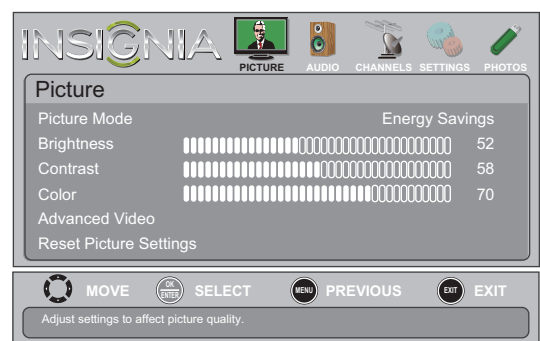 INSIGNIA
PICTURE AUDIO CHANNELS SETTINGS PHOTOS
Picture
Picture Mode Energy Savings
Brightness 52
Contrast 58
Color 70
Advanced Video
Reset Picture Settings
MOVE OK ENTER SELECT MENU PREVIOUS EXIT EXIT
Adjust settings to affect picture quality.